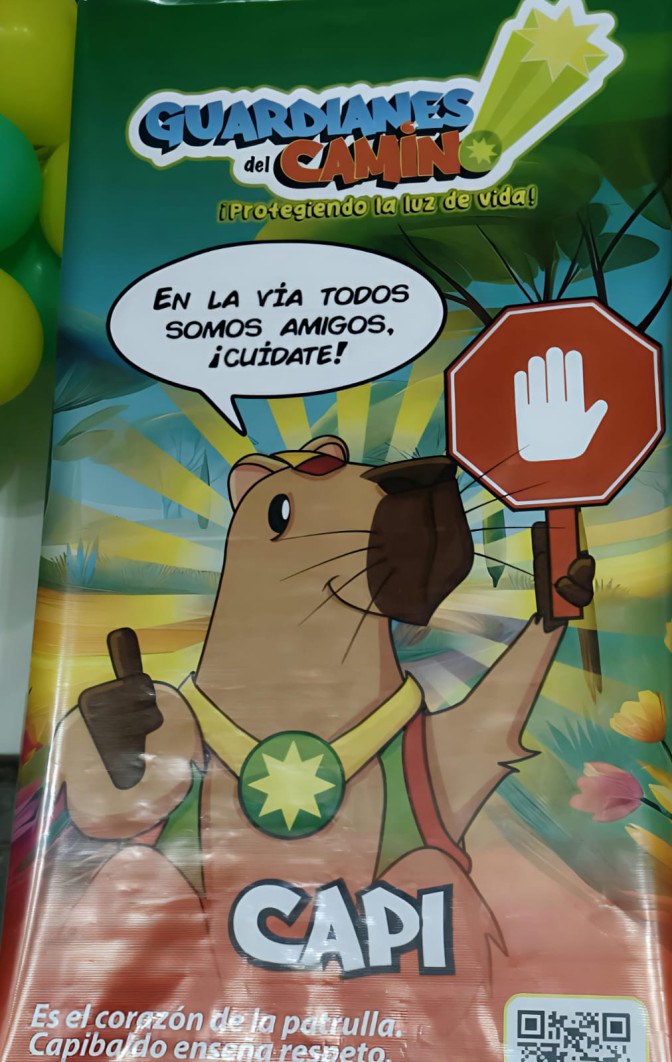 GUARDIANES
del CAMINO
¡Protegiendo la luz de vida!
EN LA VÍA TODOS
SOMOS AMIGOS,
¡CUÍDATE!
CAPI
Es el corazón de la patrulla.
Capibaldo enseña respeto,